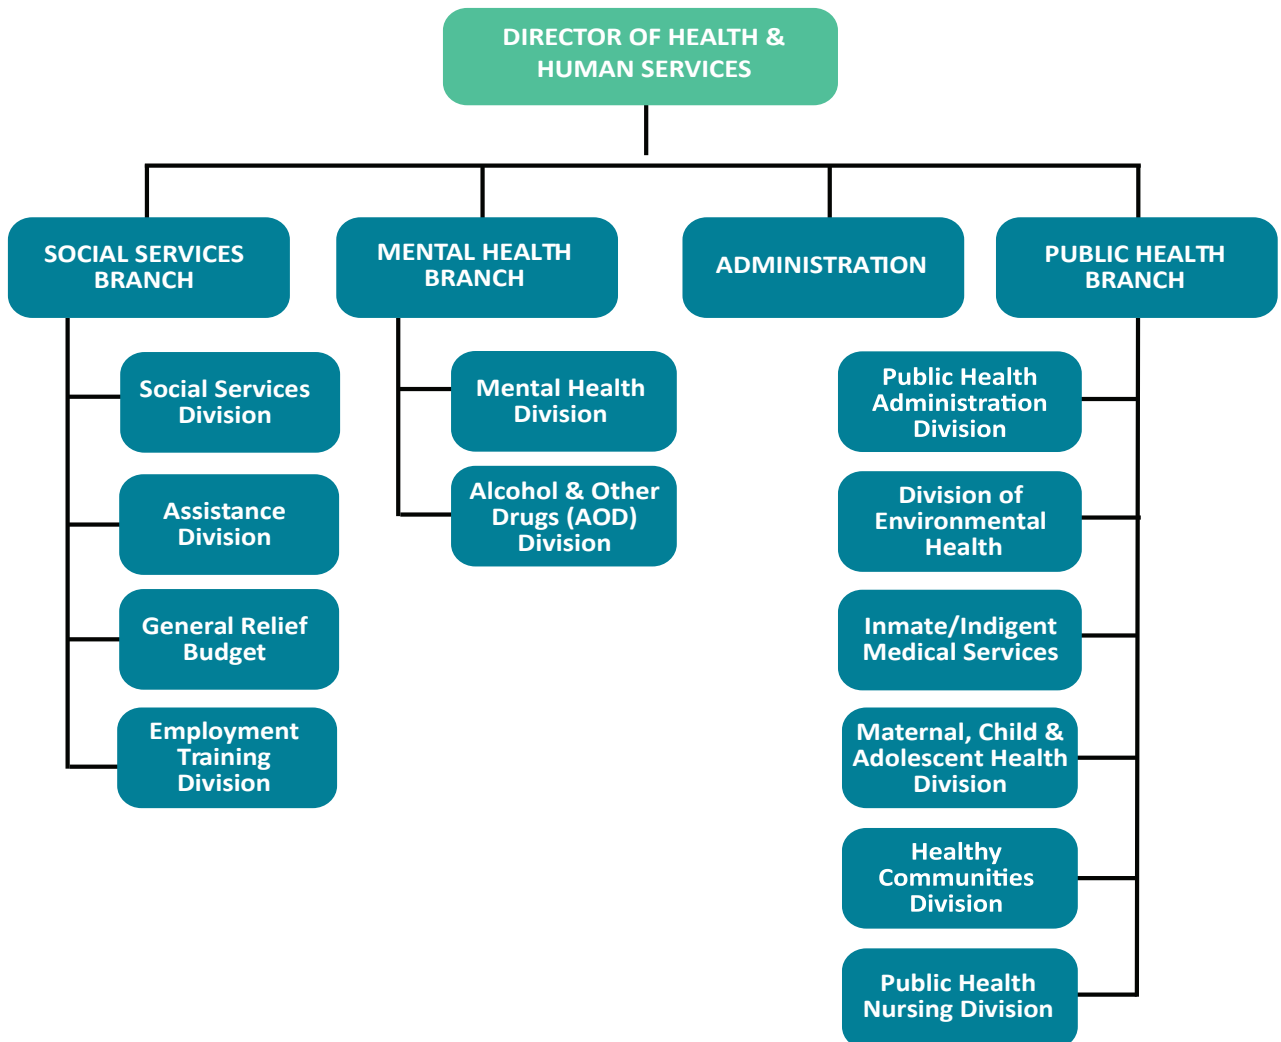 DIRECTOR OF HEALTH &
HUMAN SERVICES
SOCIAL SERVICES
BRANCH
MENTAL HEALTH
BRANCH
ADMINISTRATION
PUBLIC HEALTH
BRANCH
Social Services
Division
Assistance
Division
General Relief
Budget
Employment
Training
Division
Mental Health
Division
Alcohol & Other
Drugs (AOD)
Division
Public Health
Administration
Division
Division of
Environmental
Health
Inmate/Indigent
Medical Services
Maternal, Child &
Adolescent Health
Division
Healthy
Communities
Division
Public Health
Nursing Division